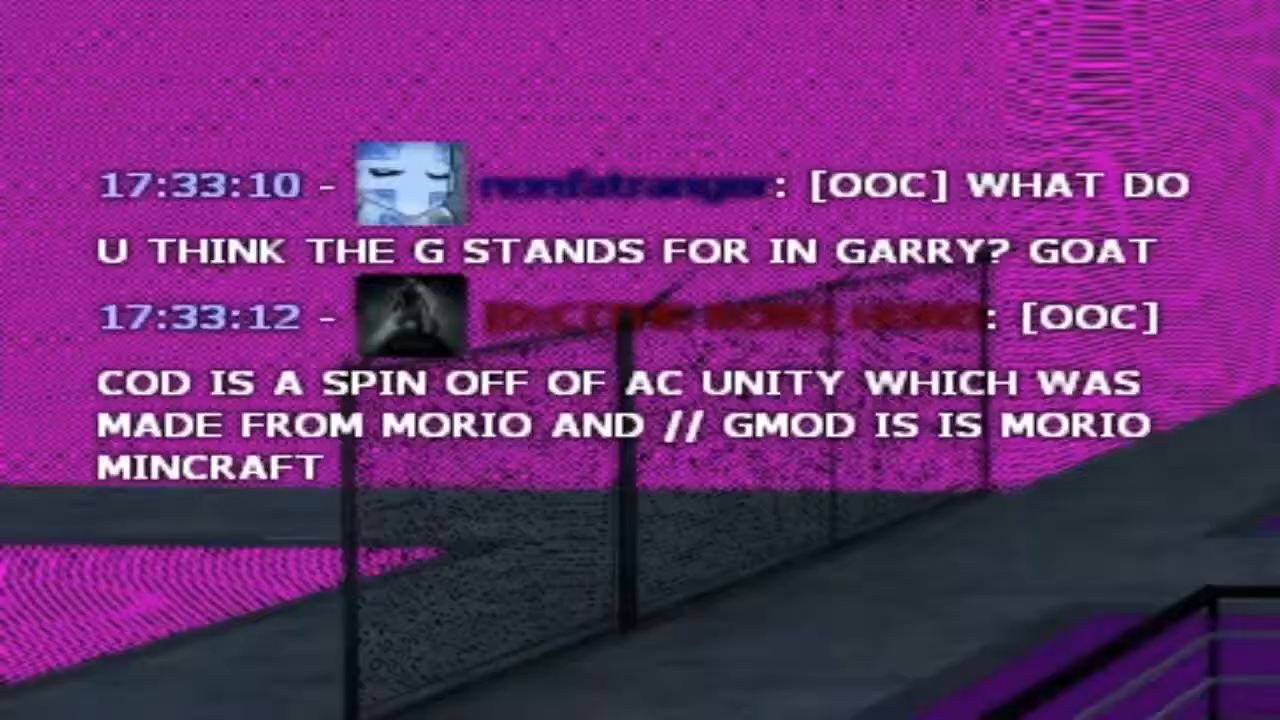 17:33:10 - : [OOC] WHAT DO
U THINK THE G STANDS FOR IN GARRY? GOAT
17:33:12 - : [OOC]
COD IS A SPIN OFF OF AC UNITY WHICH WAS
MADE FROM MORIO AND // GMOD IS IS MORIO
MINCRAFT